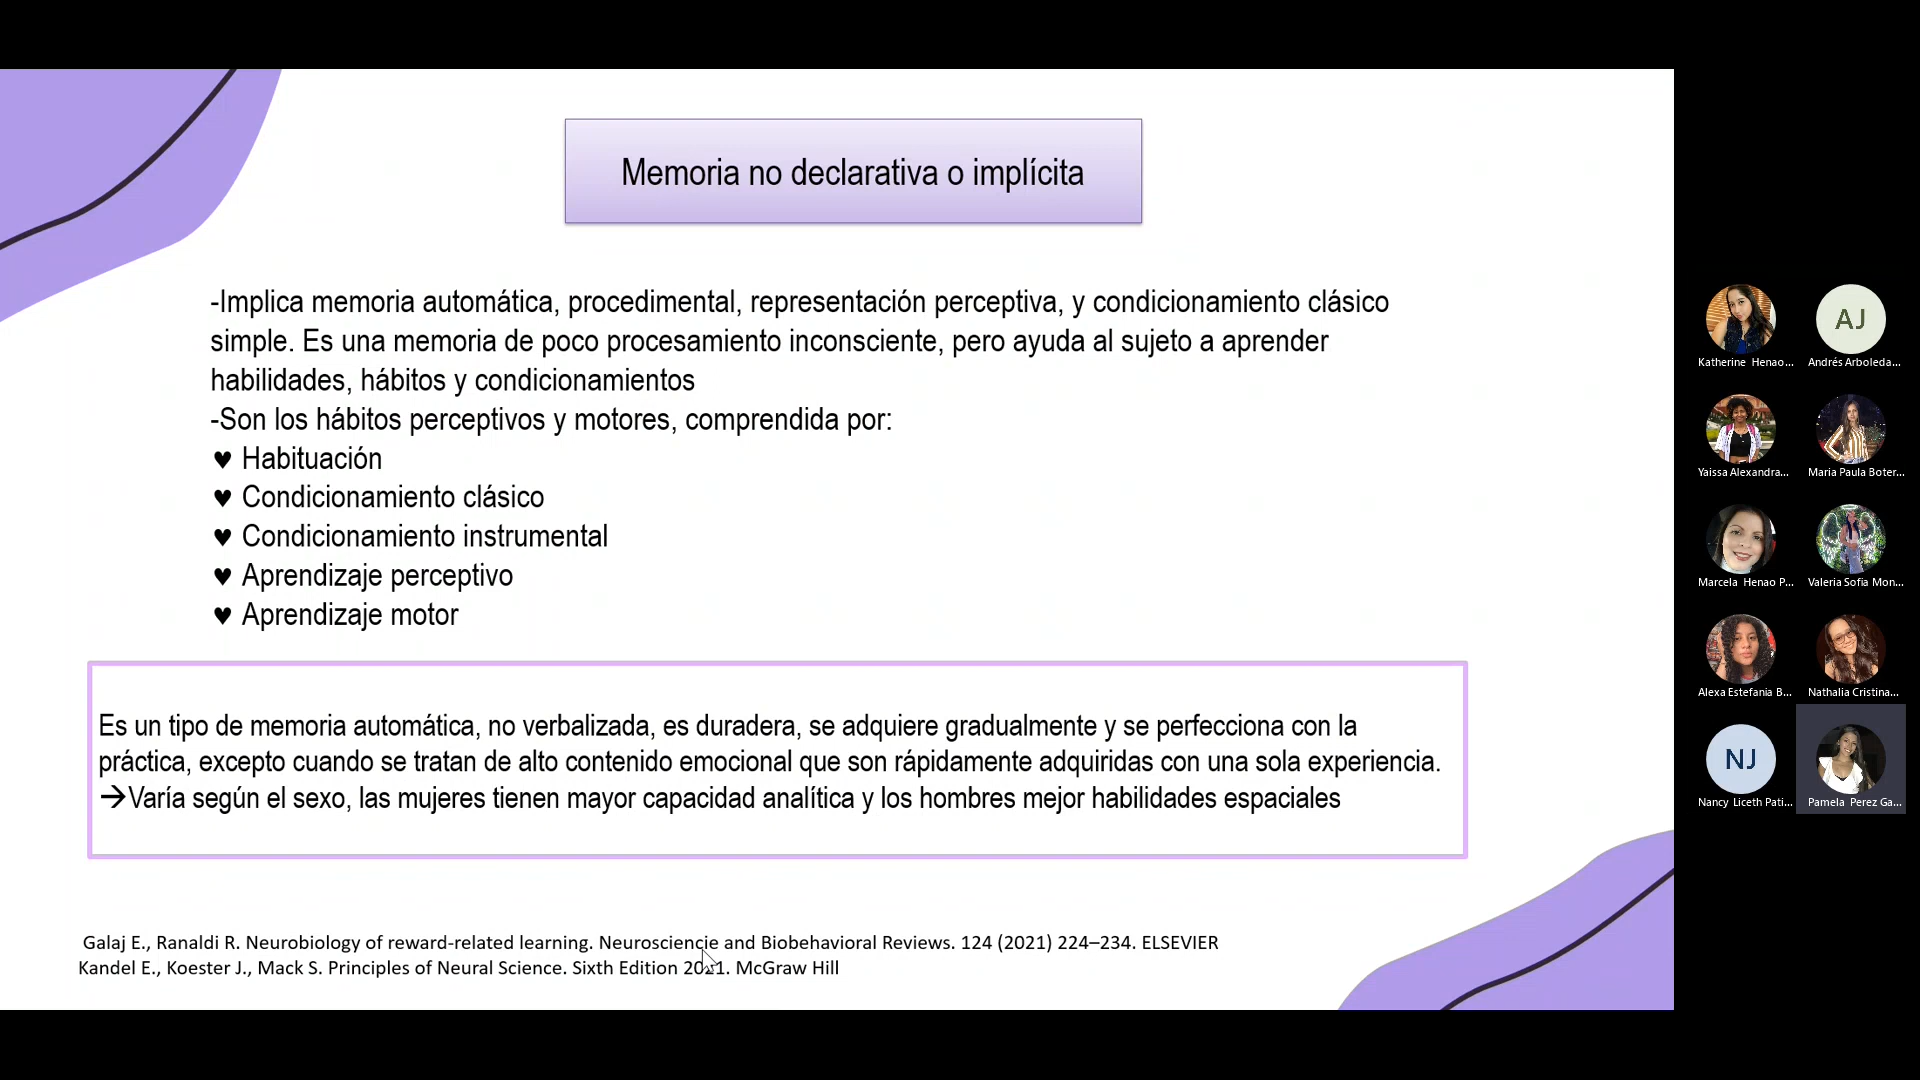 Memoria no declarativa o implícita
-Implica memoria automática, procedimental, representación perceptiva, y condicionamiento clásico
simple. Es una memoria de poco procesamiento inconsciente, pero ayuda al sujeto a aprender
habilidades, hábitos y condicionamientos
-Son los hábitos perceptivos y motores, comprendida por:
♥ Habituación
♥ Condicionamiento clásico
♥ Condicionamiento instrumental
♥ Aprendizaje perceptivo
♥ Aprendizaje motor
Es un tipo de memoria automática, no verbalizada, es duradera, se adquiere gradualmente y se perfecciona con la
práctica, excepto cuando se tratan de alto contenido emocional que son rápidamente adquiridas con una sola experiencia.
→Varía según el sexo, las mujeres tienen mayor capacidad analítica y los hombres mejor habilidades espaciales
Galaj E., Ranaldi R. Neurobiology of reward-related learning. Neurosciencie and Biobehavioral Reviews. 124 (2021) 224–234. ELSEVIER
Kandel E., Koester J., Mack S. Principles of Neural Science. Sixth Edition 2021. McGraw Hill
Katherine Henao...
AJ
Andrés Arboleda...
Yaissa Alexandra...
Maria Paula Boter...
Marcela Henao P...
Valeria Sofia Mon...
Alexa Estefania B...
Nathalia Cristina...
NJ
Nancy Liceth Pati...
Pamela Perez Ga...